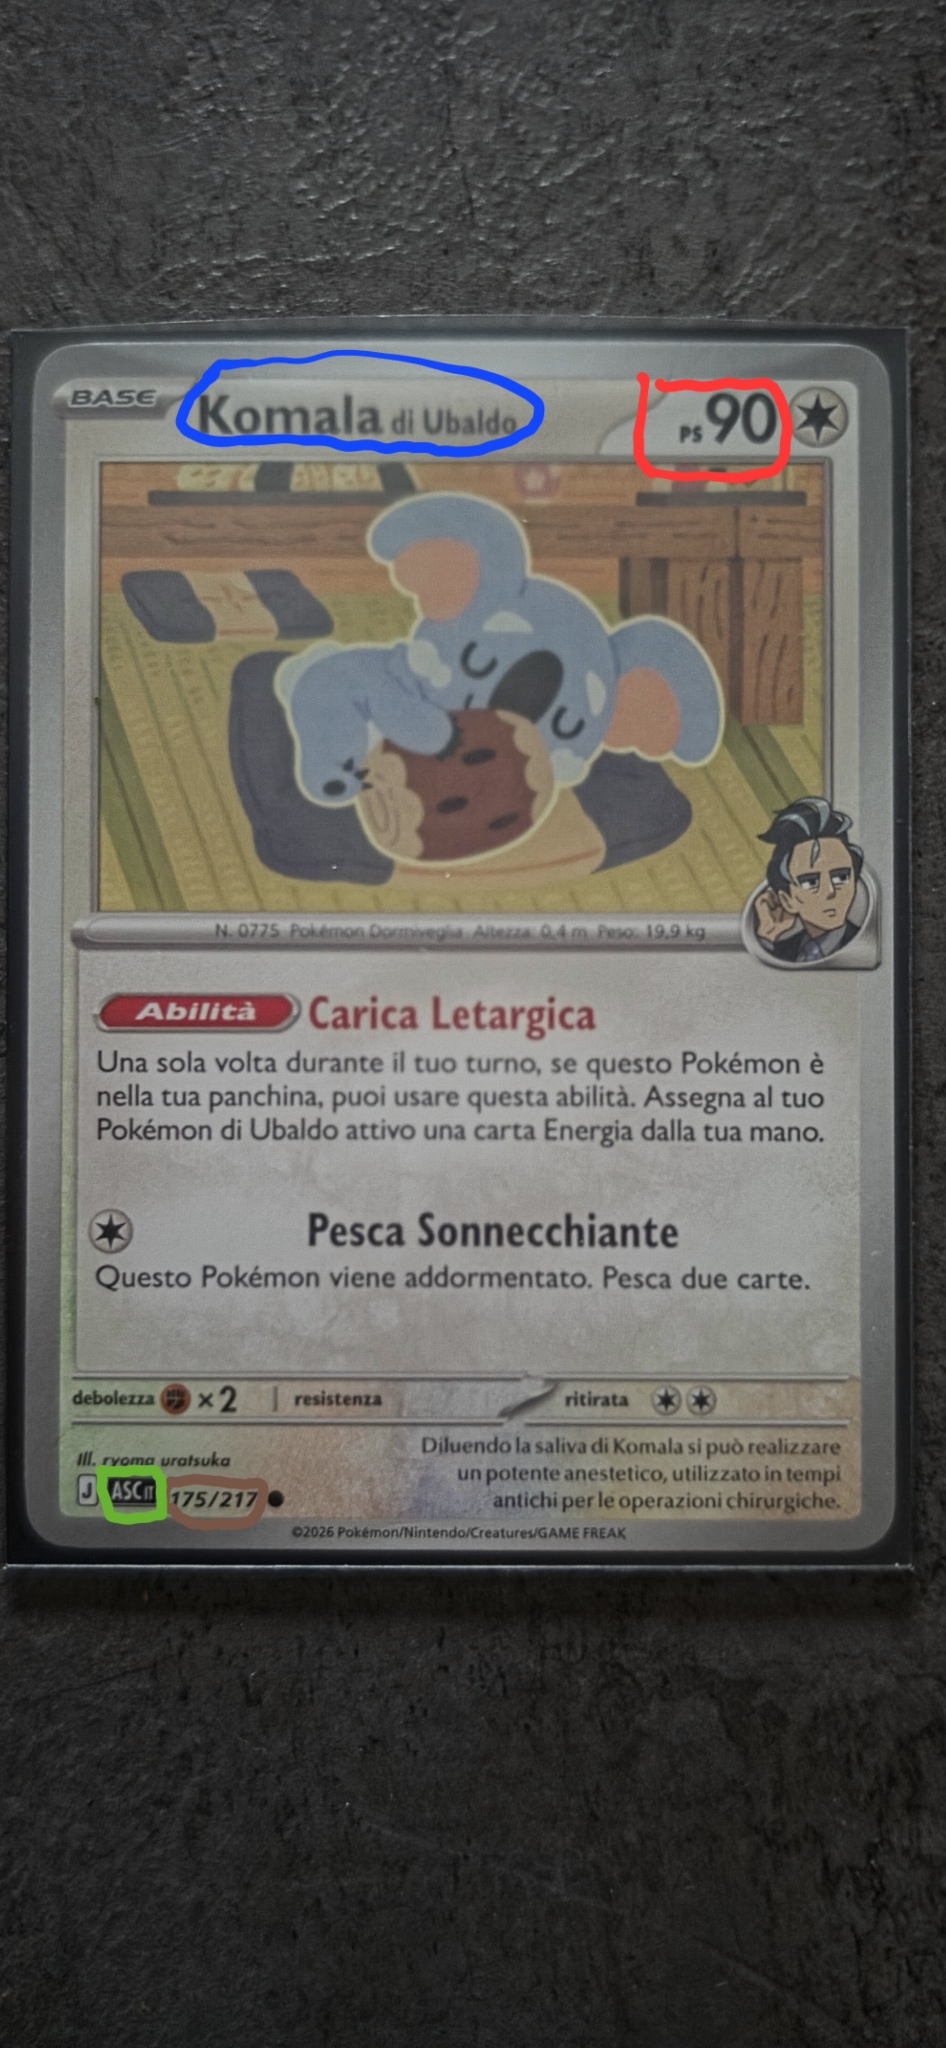 BASE
Komala di Ubaldo
PS 90
N. 0775 Pokémon Dormiveglia Altezza: 0,4 m Peso: 19,9 kg
Abilità Carica Letargica
Una sola volta durante il tuo turno, se questo Pokémon è
nella tua panchina, puoi usare questa abilità. Assegna al tuo
Pokémon di Ubaldo attivo una carta Energia dalla tua mano.
Pesca Sonnecchiante
Questo Pokémon viene addormentato. Pesca due carte.
debolezza ×2 resistenza ritirata
Ill. ryoma uratsuka
J ASC IT 175/217
Diluendo la saliva di Komala si può realizzare
un potente anestetico, utilizzato in tempi
antichi per le operazioni chirurgiche.
©2026 Pokémon/Nintendo/Creatures/GAME FREAK